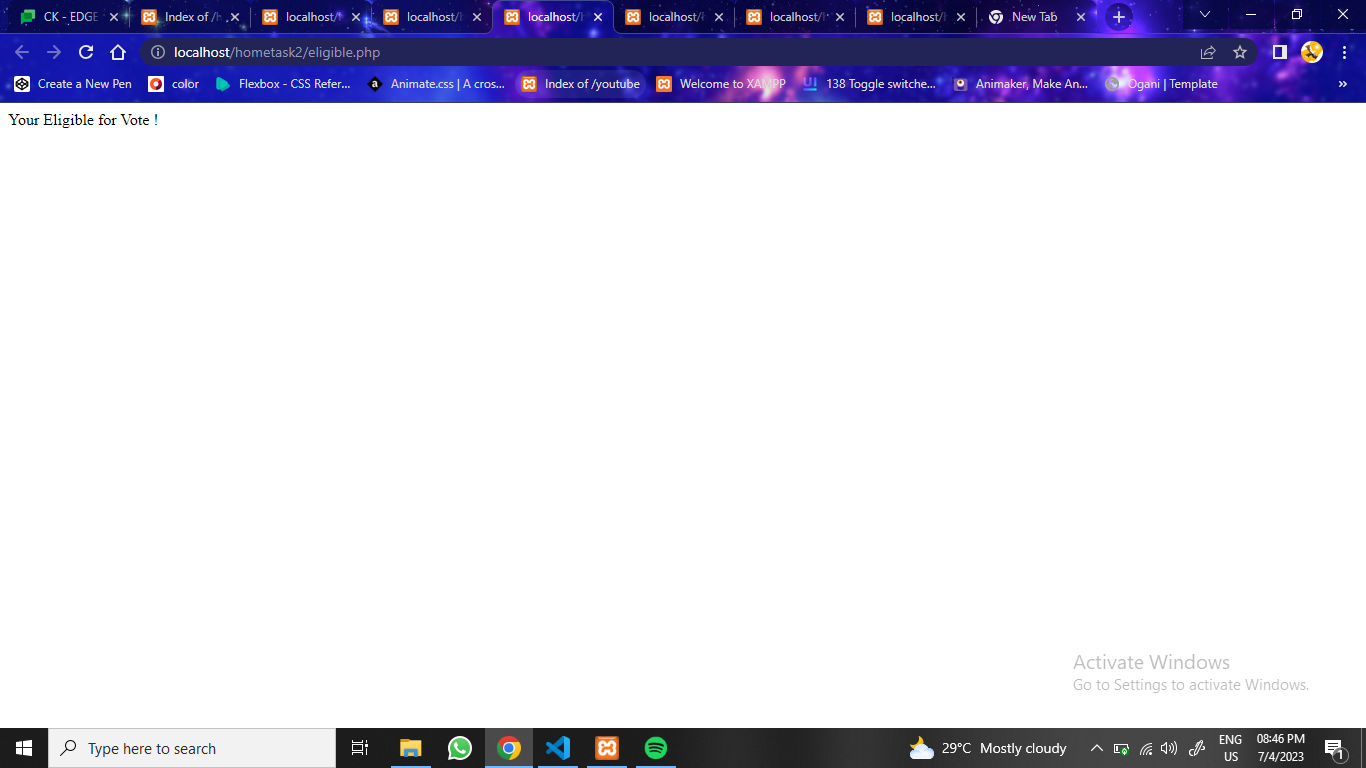 CK - EDGE
Index of /h
localhost/
localhost/
localhost/
localhost/
localhost/
localhost/
New Tab
localhost/hometask2/eligible.php
Create a New Pen
color
Flexbox - CSS Refer...
Animate.css | A cros...
Index of /youtube
Welcome to XAMPP
138 Toggle switche...
Animaker, Make An...
Ogani | Template
»
Your Eligible for Vote !
Activate Windows
Go to Settings to activate Windows.
Type here to search
29°C Mostly cloudy
ENG
US
08:46 PM
7/4/2023
1